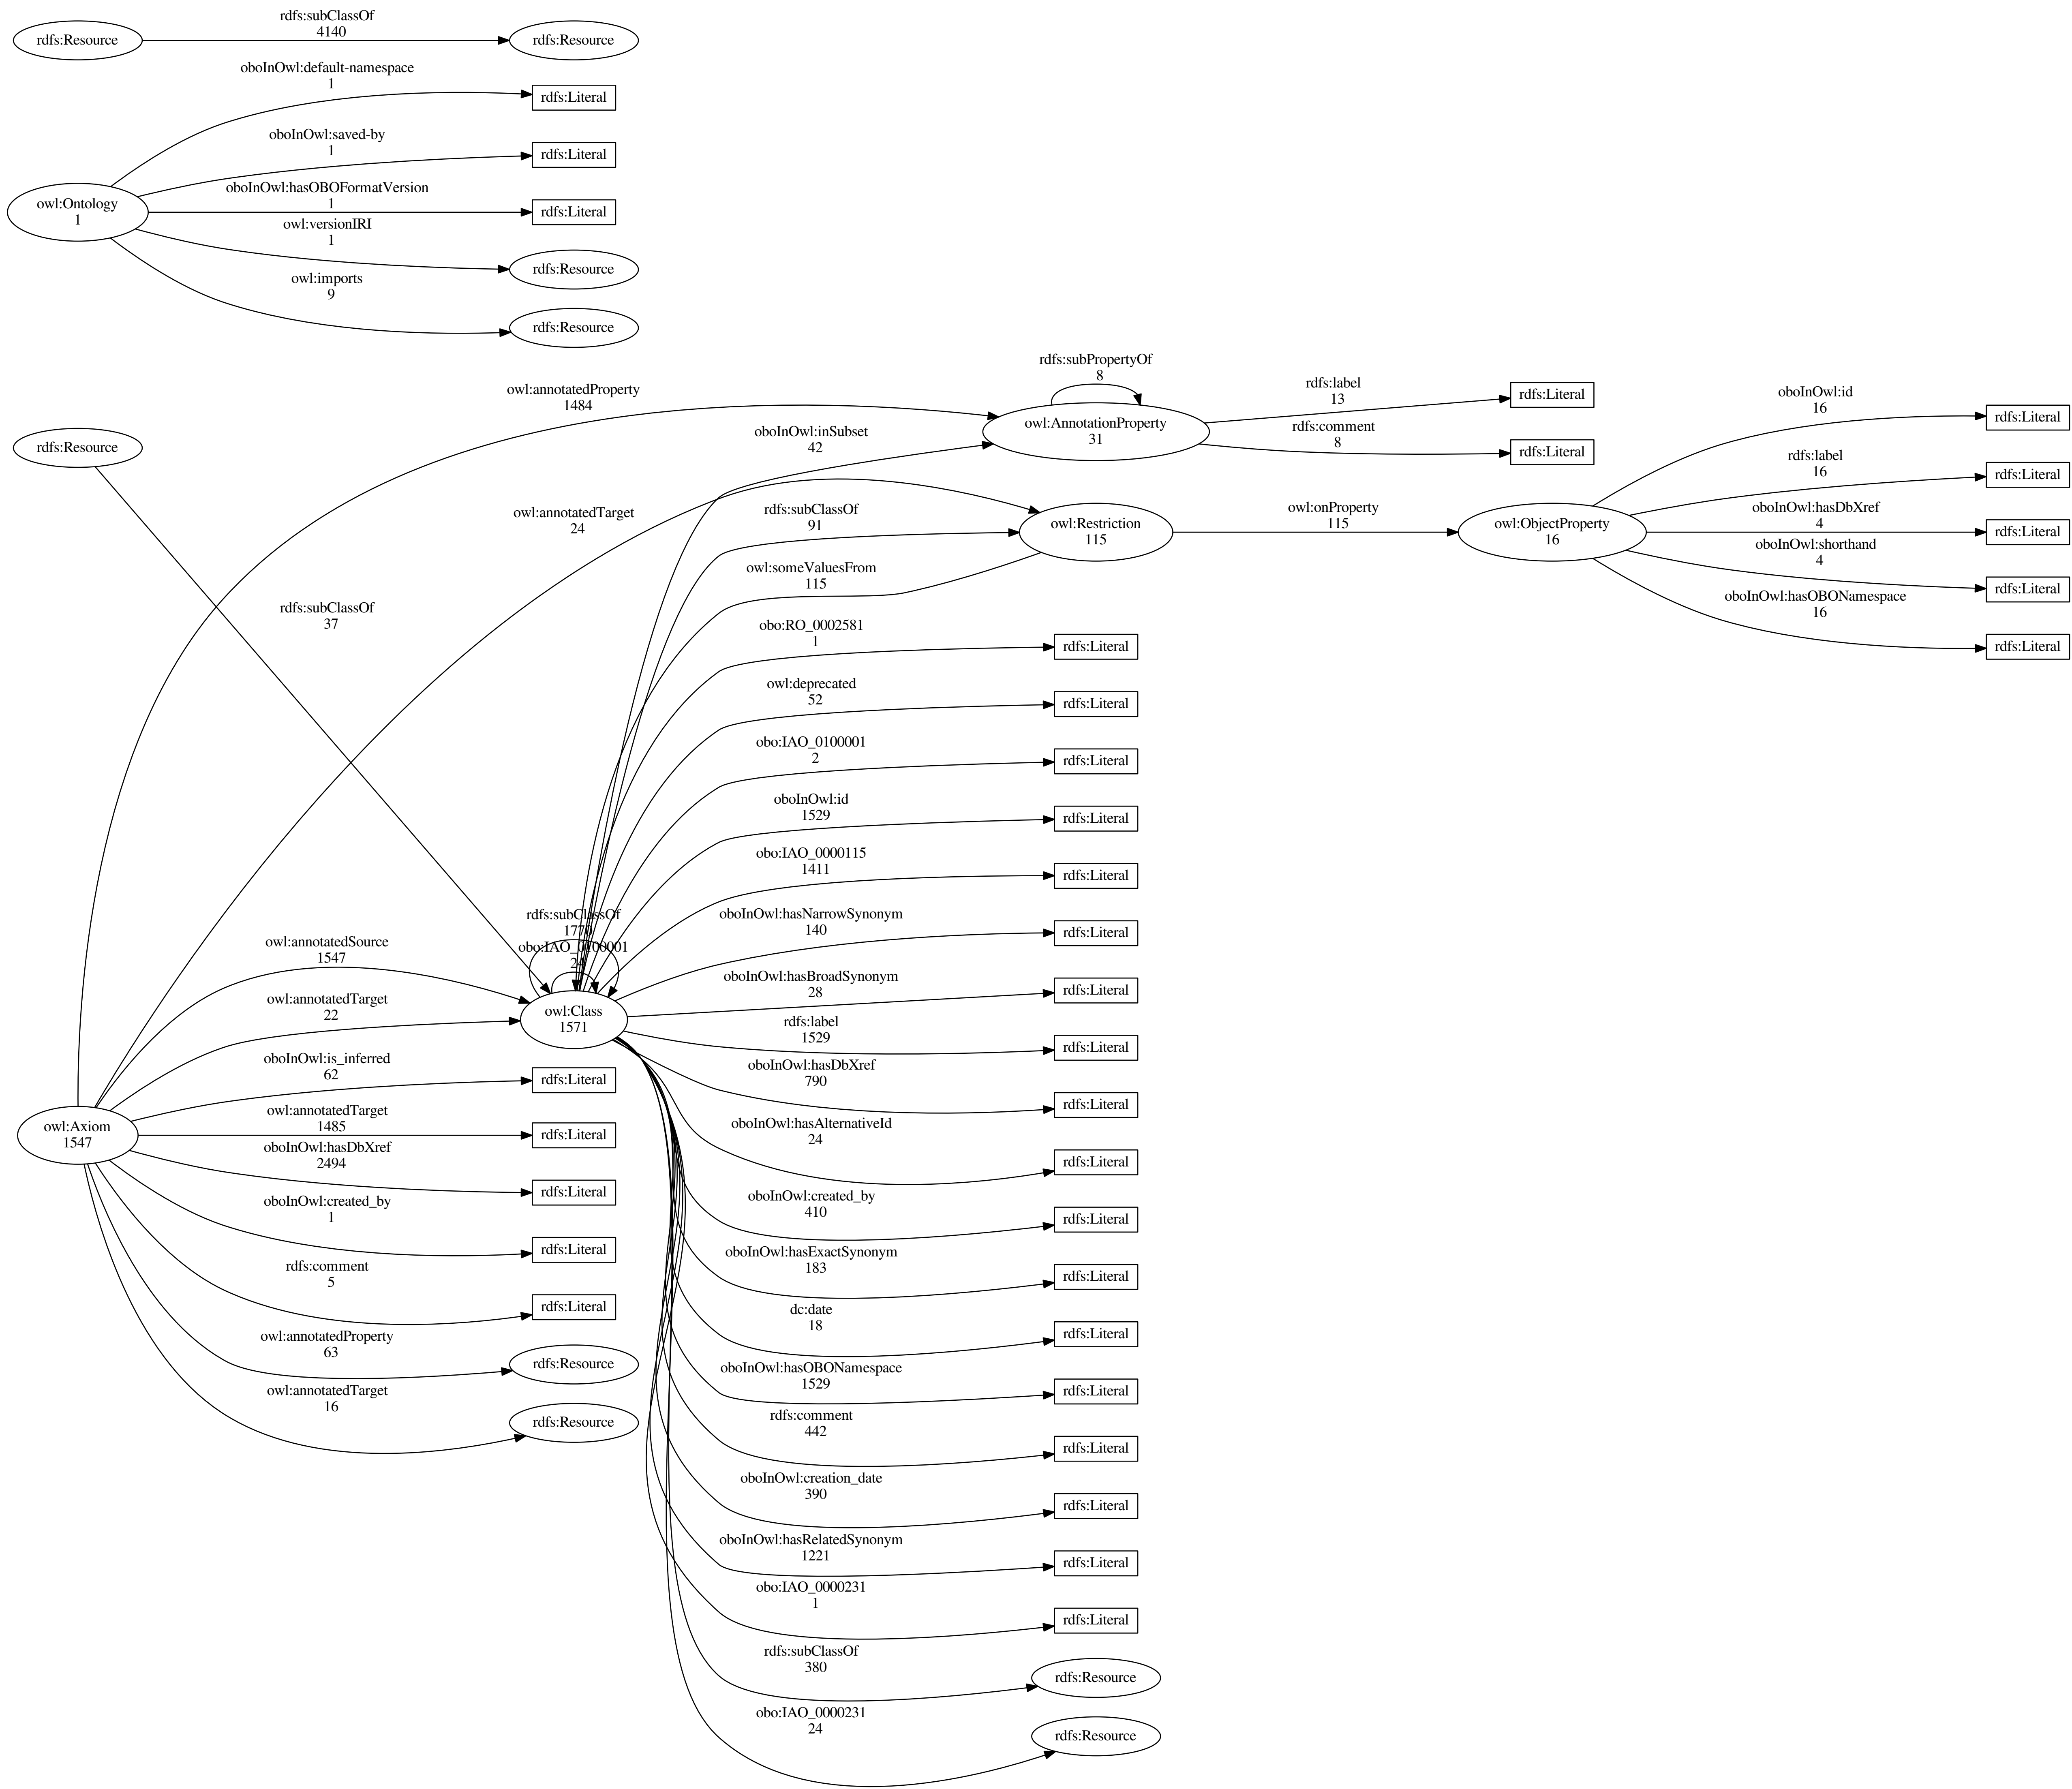 rdfs:subClassOf
4140
rdfs:Resource
rdfs:Resource
oboInOwl:default-namespace
1
rdfs:Literal
oboInOwl:saved-by
1
rdfs:Literal
oboInOwl:hasOBOFormatVersion
1
rdfs:Literal
owl:Ontology
1
owl:versionIRI
1
rdfs:Resource
owl:imports
9
rdfs:Resource
rdfs:subPropertyOf
8
owl:annotatedProperty
1484
owl:AnnotationProperty
31
rdfs:label
13
rdfs:Literal
rdfs:comment
8
rdfs:Literal
oboInOwl:id
16
rdfs:Literal
rdfs:Resource
oboInOwl:inSubset
42
rdfs:label
16
rdfs:Literal
owl:annotatedTarget
24
rdfs:subClassOf
91
owl:Restriction
115
owl:onProperty
115
owl:ObjectProperty
16
oboInOwl:hasDbXref
4
rdfs:Literal
oboInOwl:shorthand
4
rdfs:Literal
oboInOwl:hasOBONamespace
16
rdfs:Literal
owl:someValuesFrom
115
rdfs:subClassOf
37
obo:RO_0002581
1
rdfs:Literal
owl:deprecated
52
rdfs:Literal
obo:IAO_0100001
2
rdfs:Literal
oboInOwl:id
1529
rdfs:Literal
obo:IAO_0000115
1411
rdfs:Literal
rdfs:subClassOf
1770
obo:IAO_0100001
24
oboInOwl:hasNarrowSynonym
140
rdfs:Literal
owl:annotatedSource
1547
oboInOwl:hasBroadSynonym
28
rdfs:Literal
owl:annotatedTarget
22
owl:Class
1571
rdfs:label
1529
rdfs:Literal
oboInOwl:is_inferred
62
rdfs:Literal
oboInOwl:hasDbXref
790
rdfs:Literal
owl:Axiom
1547
owl:annotatedTarget
1485
rdfs:Literal
oboInOwl:hasAlternativeId
24
rdfs:Literal
oboInOwl:hasDbXref
2494
rdfs:Literal
oboInOwl:created_by
410
rdfs:Literal
oboInOwl:created_by
1
rdfs:Literal
oboInOwl:hasExactSynonym
183
rdfs:Literal
rdfs:comment
5
rdfs:Literal
dc:date
18
rdfs:Literal
owl:annotatedProperty
63
rdfs:Resource
oboInOwl:hasOBONamespace
1529
rdfs:Literal
owl:annotatedTarget
16
rdfs:Resource
rdfs:comment
442
rdfs:Literal
oboInOwl:creation_date
390
rdfs:Literal
oboInOwl:hasRelatedSynonym
1221
rdfs:Literal
obo:IAO_0000231
1
rdfs:Literal
rdfs:subClassOf
380
rdfs:Resource
obo:IAO_0000231
24
rdfs:Resource